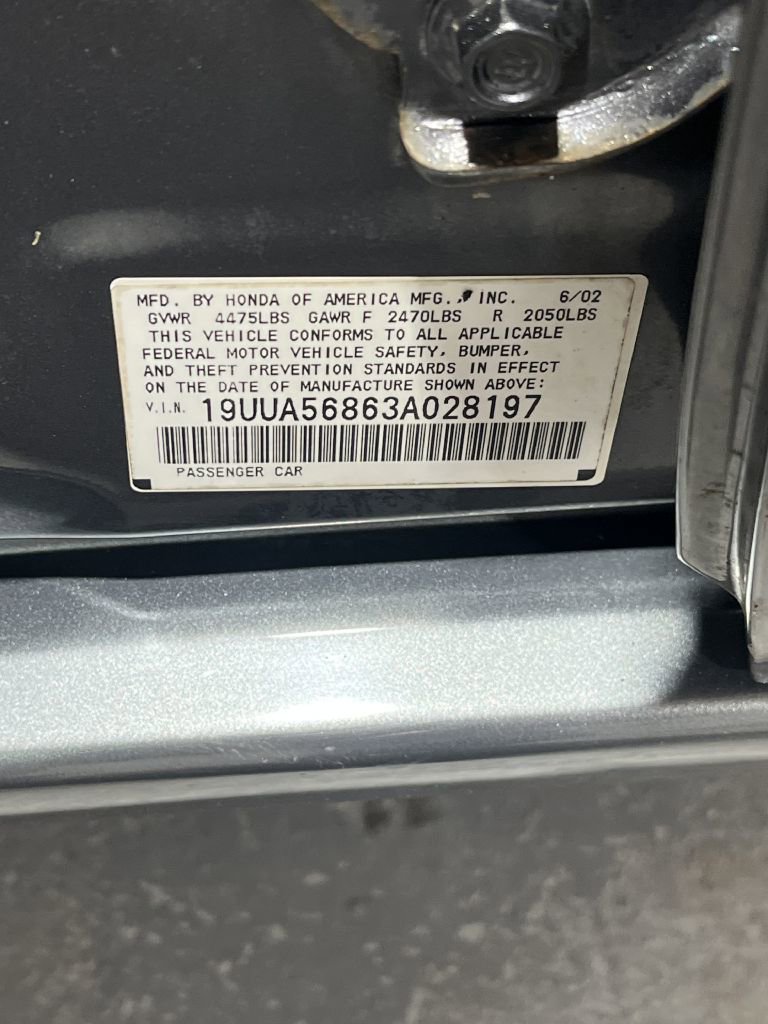 MFD. BY HONDA OF AMERICA MFG., INC. 6/02
GVWR 4475LBS GAWR F 2470LBS R 2050LBS
THIS VEHICLE CONFORMS TO ALL APPLICABLE
FEDERAL MOTOR VEHICLE SAFETY, BUMPER,
AND THEFT PREVENTION STANDARDS IN EFFECT
ON THE DATE OF MANUFACTURE SHOWN ABOVE:
V.I.N. 19UUA56863A028197
PASSENGER CAR